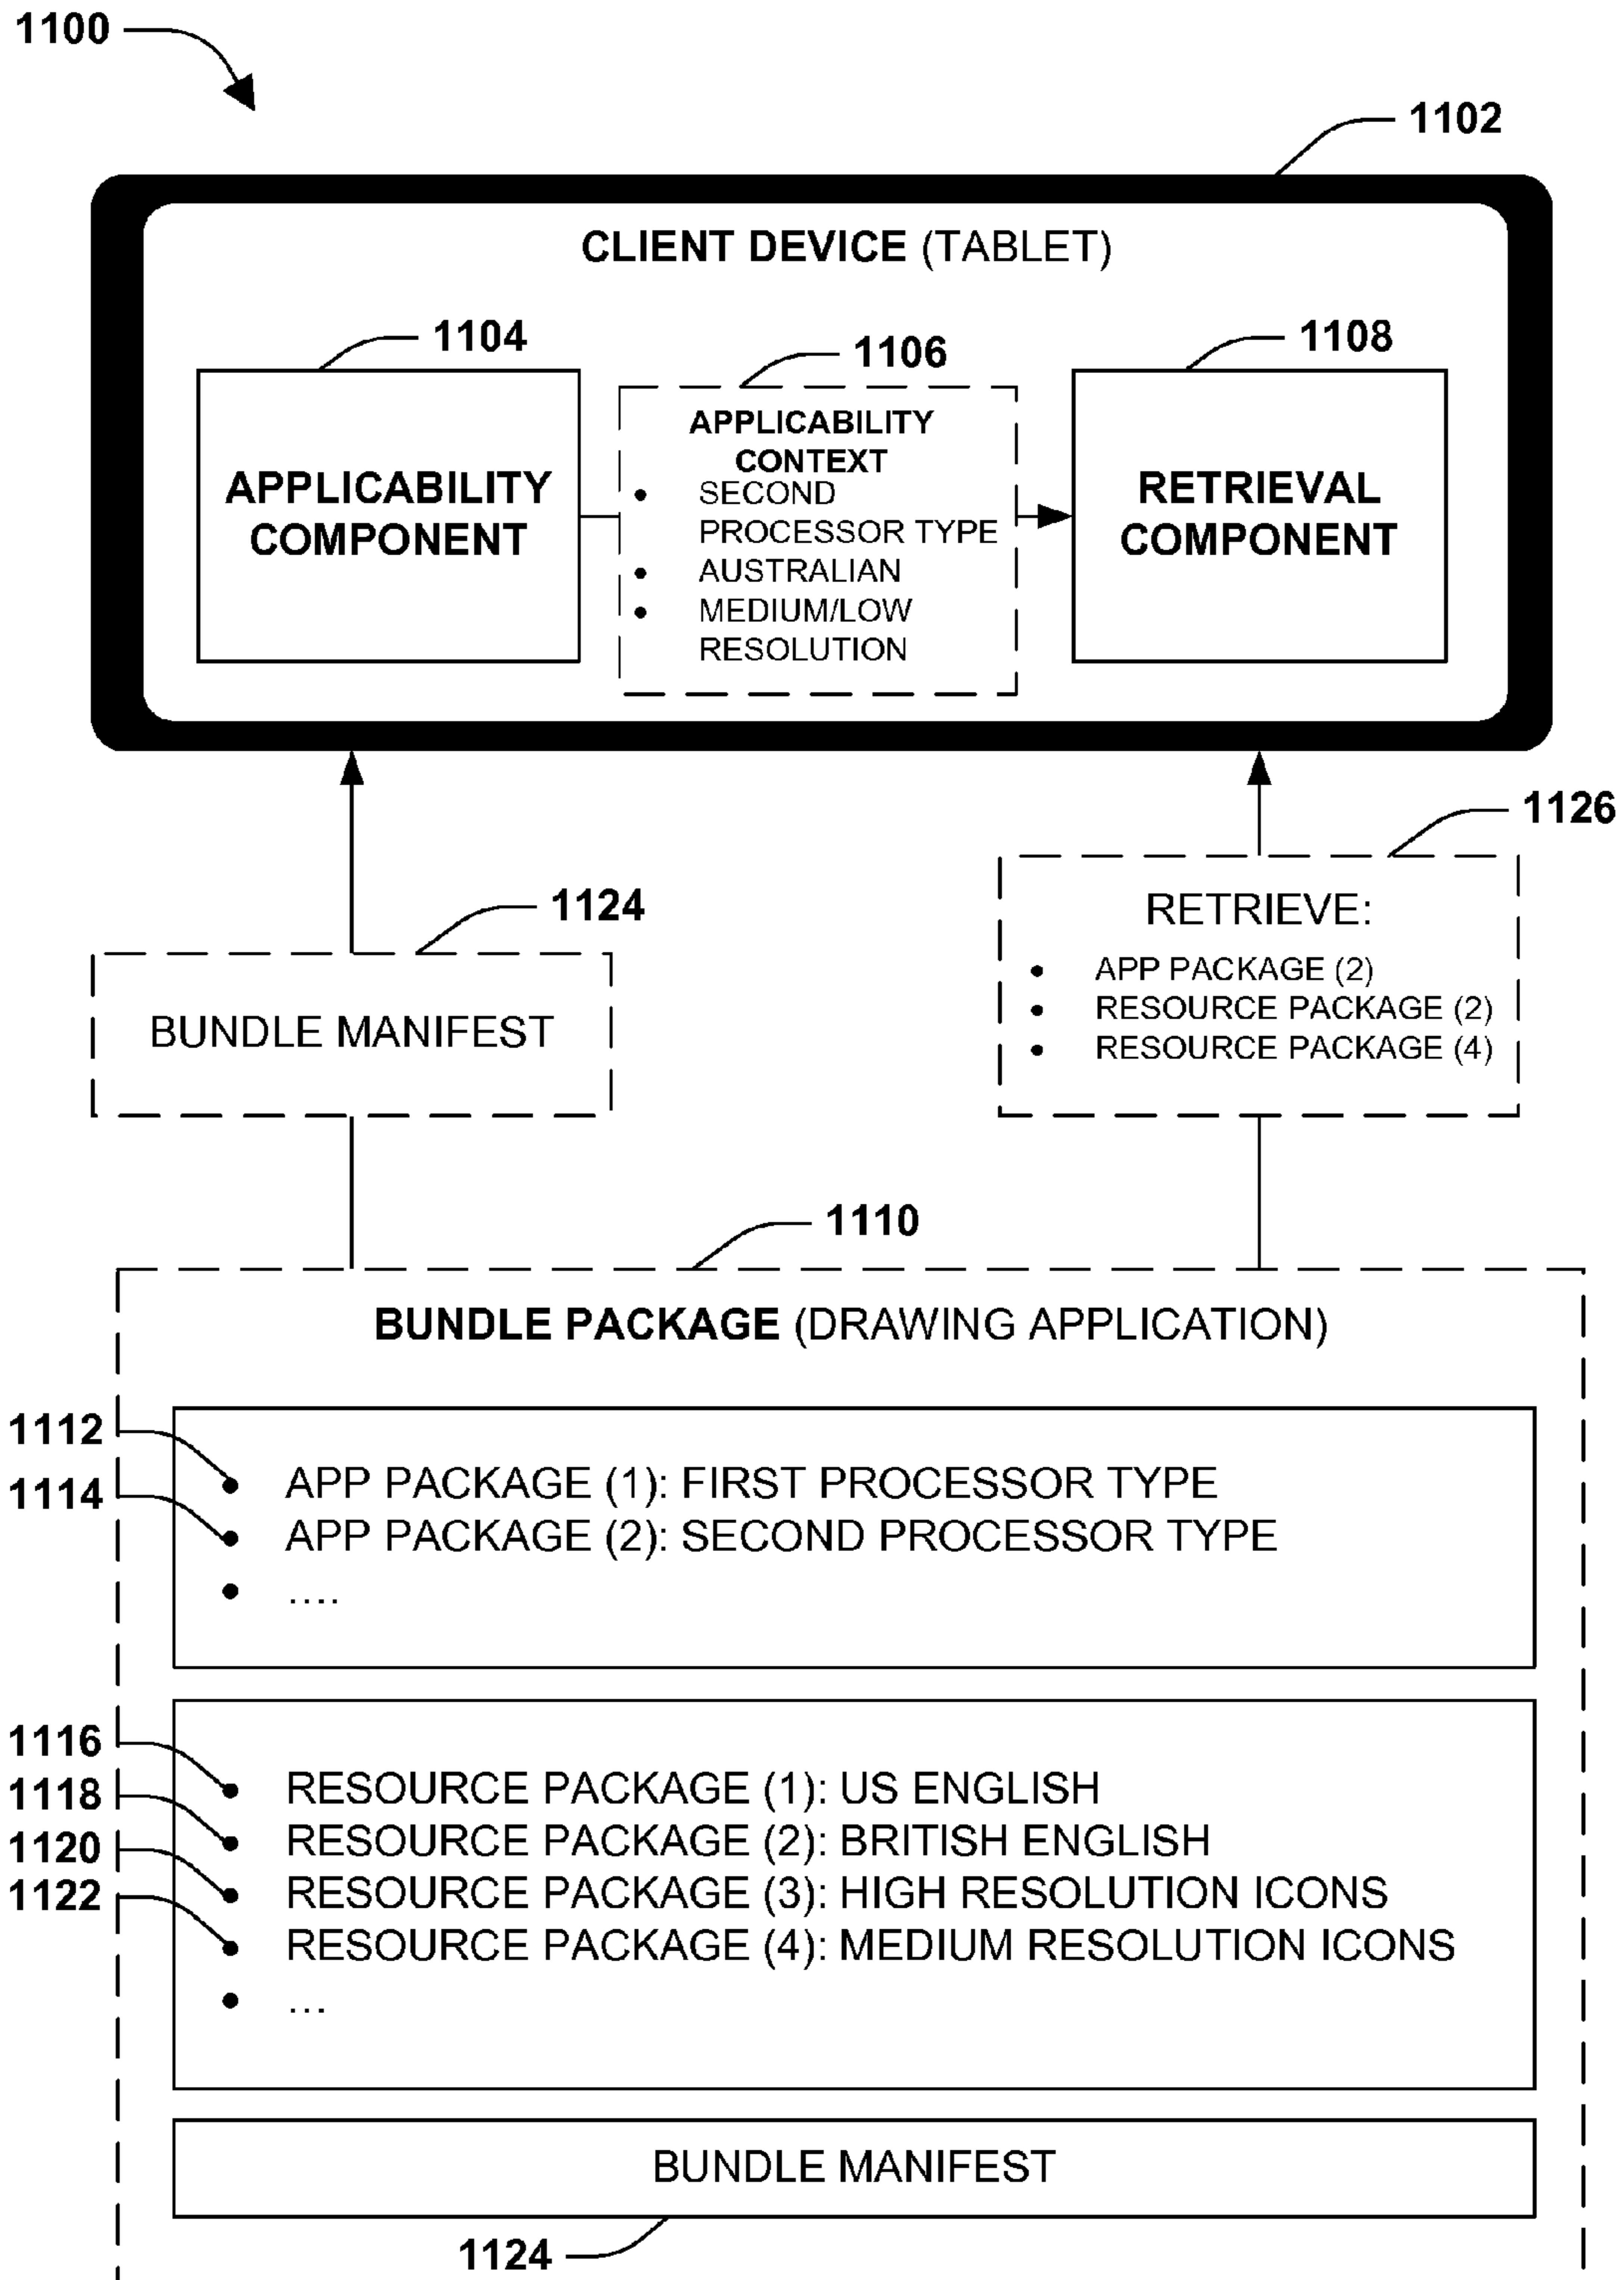 1100
1102
CLIENT DEVICE (TABLET)
1104
1106
1108
APPLICABILITY
COMPONENT
APPLICABILITY
CONTEXT
• SECOND
PROCESSOR TYPE
• AUSTRALIAN
• MEDIUM/LOW
RESOLUTION
RETRIEVAL
COMPONENT
1124
BUNDLE MANIFEST
1126
RETRIEVE:
• APP PACKAGE (2)
• RESOURCE PACKAGE (2)
• RESOURCE PACKAGE (4)
1110
BUNDLE PACKAGE (DRAWING APPLICATION)
1112
• APP PACKAGE (1): FIRST PROCESSOR TYPE
1114
• APP PACKAGE (2): SECOND PROCESSOR TYPE
• ....
1116
• RESOURCE PACKAGE (1): US ENGLISH
1118
• RESOURCE PACKAGE (2): BRITISH ENGLISH
1120
• RESOURCE PACKAGE (3): HIGH RESOLUTION ICONS
1122
• RESOURCE PACKAGE (4): MEDIUM RESOLUTION ICONS
• ...
BUNDLE MANIFEST
1124